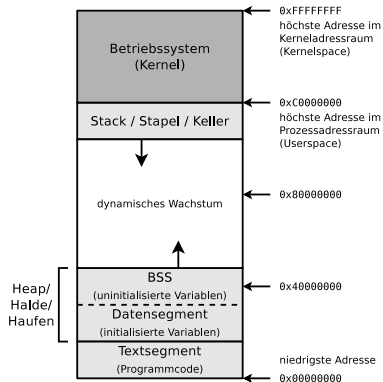 0xFFFFFFFF
höchste Adresse im
Kerneladressraum
(Kernelspace)
Betriebssystem
(Kernel)
0xC0000000
höchste Adresse im
Prozessadressraum
(Userspace)
Stack / Stapel / Keller
dynamisches Wachstum
0x80000000
Heap/
Halde/
Haufen
BSS
(uninitialisierte Variablen)
0x40000000
Datensegment
(initialisierte Variablen)
Textsegment
(Programmcode)
niedrigste Adresse
0x00000000